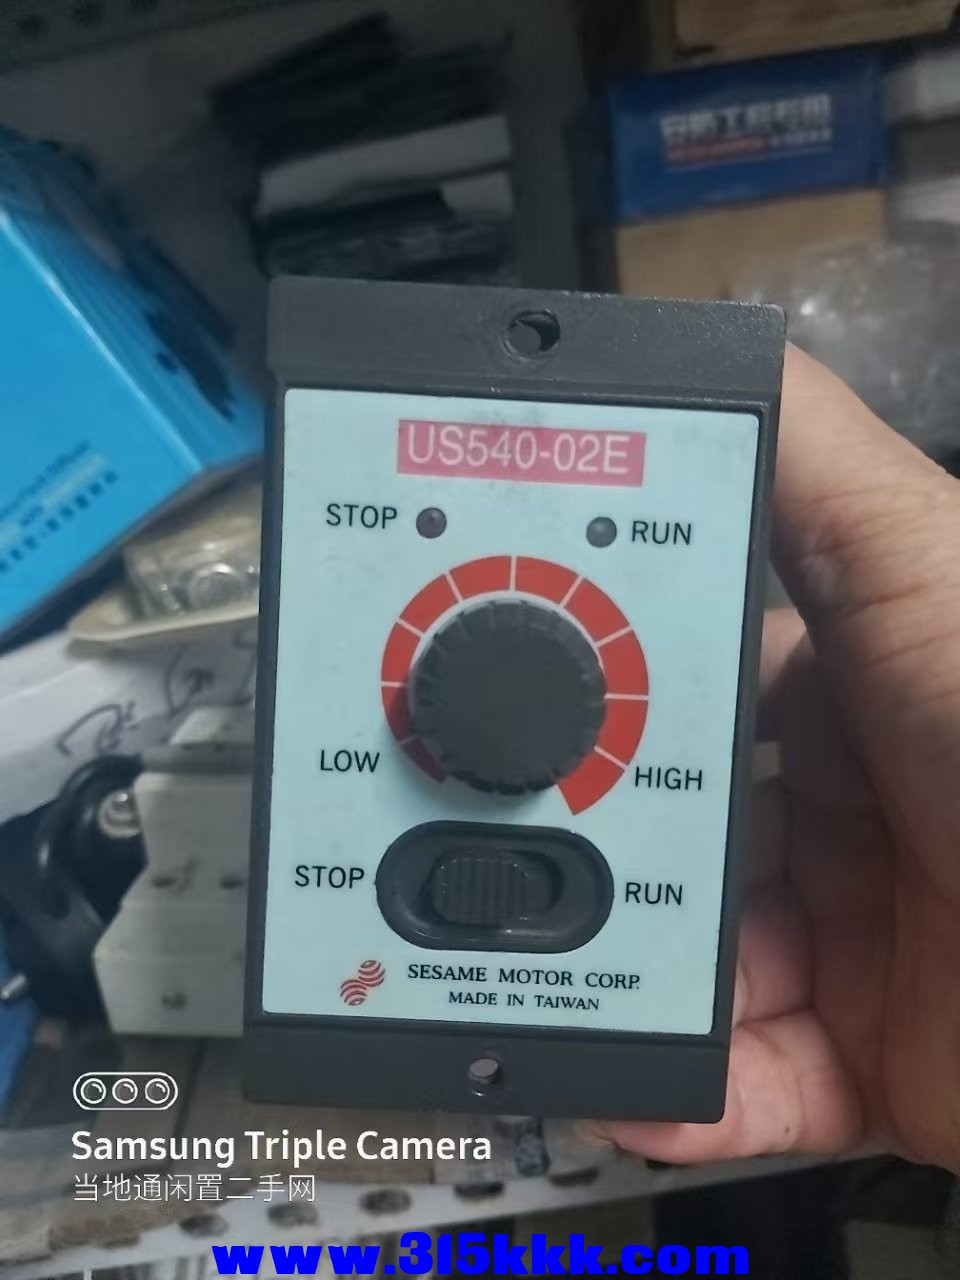 US540-02E
STOP
RUN
LOW
HIGH
STOP
RUN
SESAME MOTOR CORP.
MADE IN TAIWAN
Samsung Triple Camera
当地通闲置二手网
www.315kkk.com